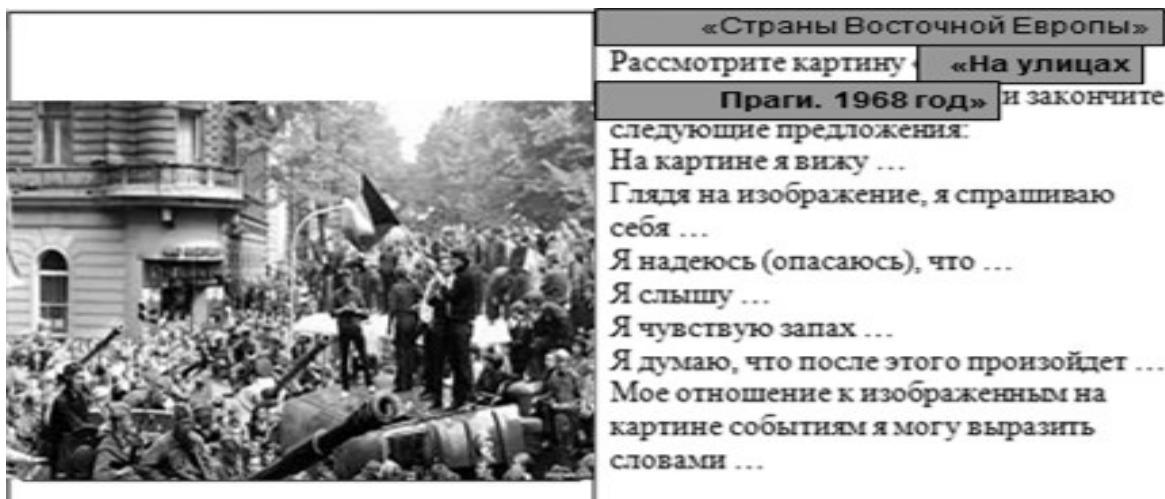 «Страны Восточной Европы»
Рассмотрите картину «На улицах
Праги. 1968 год» и закончите
следующие предложения:
На картине я вижу …
Глядя на изображение, я спрашиваю
себя …
Я надеюсь (опасаюсь), что …
Я слышу …
Я чувствую запах …
Я думаю, что после этого произойдет …
Мое отношение к изображенным на
картине событиям я могу выразить
словами …